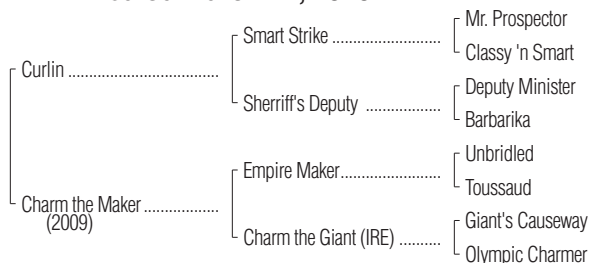 Mr. Prospector
Smart Strike ......................
Classy 'n Smart
Curlin ...................................
Deputy Minister
Sherriff's Deputy ..................
Barbarika
Unbridled
Empire Maker.......................
Toussaud
Charm the Maker ..................
(2009)
Giant's Causeway
Charm the Giant (IRE) ..........
Olympic Charmer